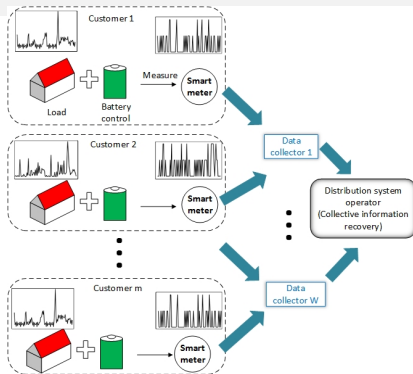 Customer 1
Measure
Smart
meter
Load
Battery
control
Customer 2
Smart
meter
Data
collector 1
Distribution system
operator
(Collective information
recovery)
Customer m
Smart
meter
Data
collector W